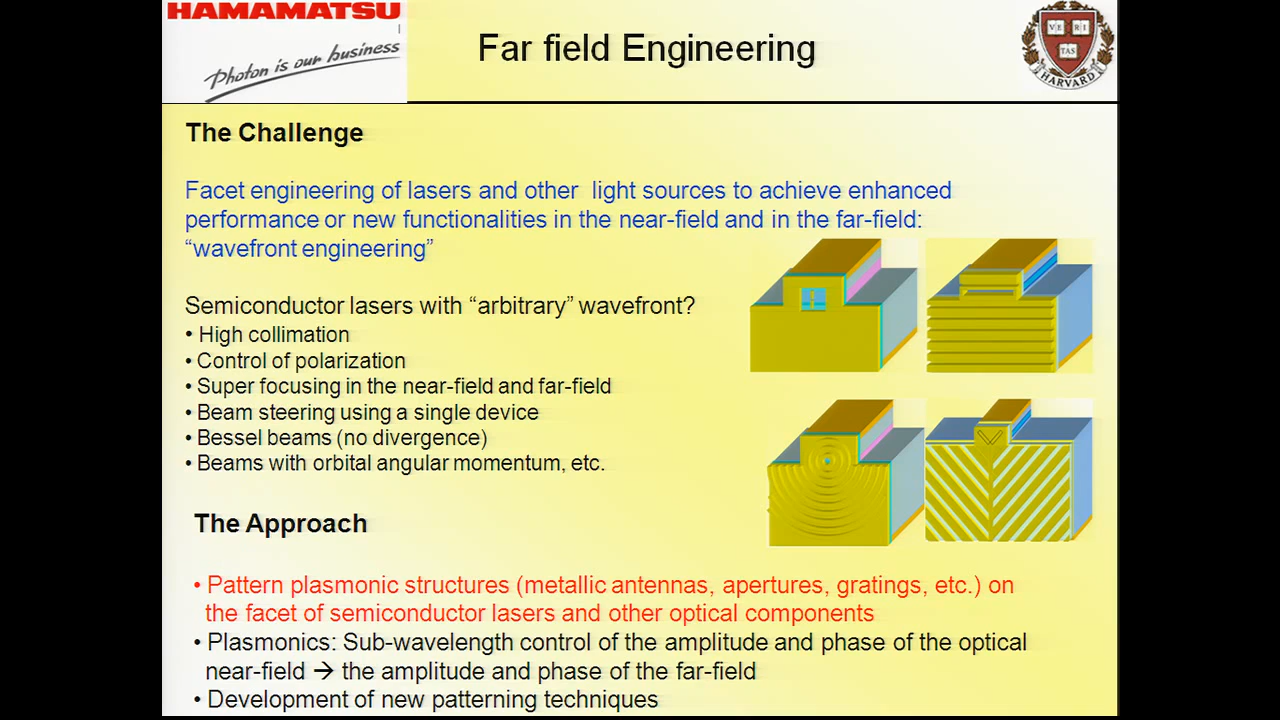 HAMAMATSU
Photon is our business
Far field Engineering
VE RI
TAS
HARVARD
The Challenge
Facet engineering of lasers and other light sources to achieve enhanced
performance or new functionalities in the near-field and in the far-field:
“wavefront engineering”
Semiconductor lasers with “arbitrary” wavefront?
• High collimation
• Control of polarization
• Super focusing in the near-field and far-field
• Beam steering using a single device
• Bessel beams (no divergence)
• Beams with orbital angular momentum, etc.
The Approach
• Pattern plasmonic structures (metallic antennas, apertures, gratings, etc.) on
the facet of semiconductor lasers and other optical components
• Plasmonics: Sub-wavelength control of the amplitude and phase of the optical
near-field → the amplitude and phase of the far-field
• Development of new patterning techniques